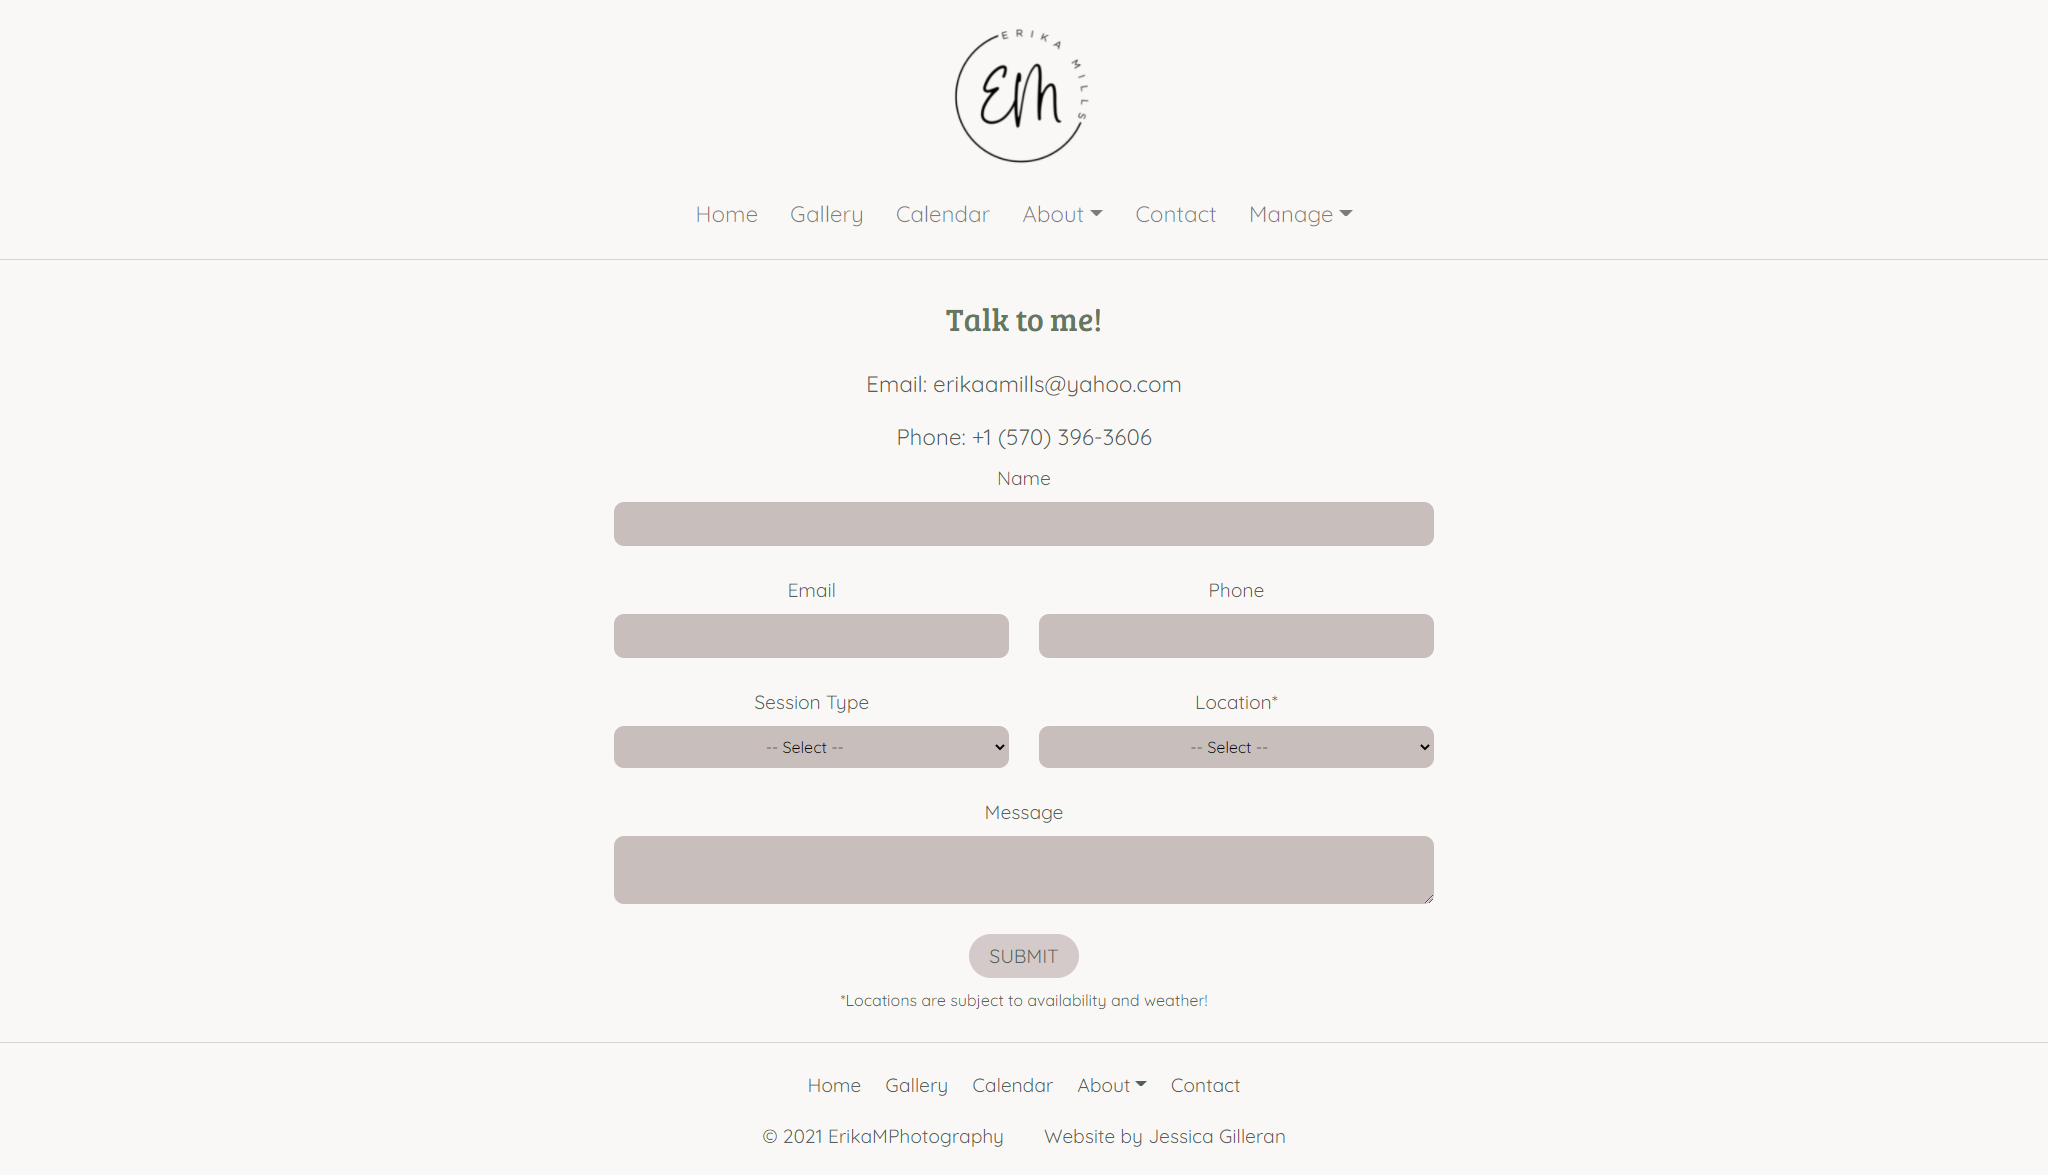 ERIKA MILLS
EM
Home Gallery Calendar About Contact Manage
Talk to me!
Email: erikaamills@yahoo.com
Phone: +1 (570) 396-3606
Name
Email Phone
Session Type Location*
-- Select -- -- Select --
Message
SUBMIT
*Locations are subject to availability and weather!
Home Gallery Calendar About Contact
© 2021 ErikaMPhotography Website by Jessica Gilleran